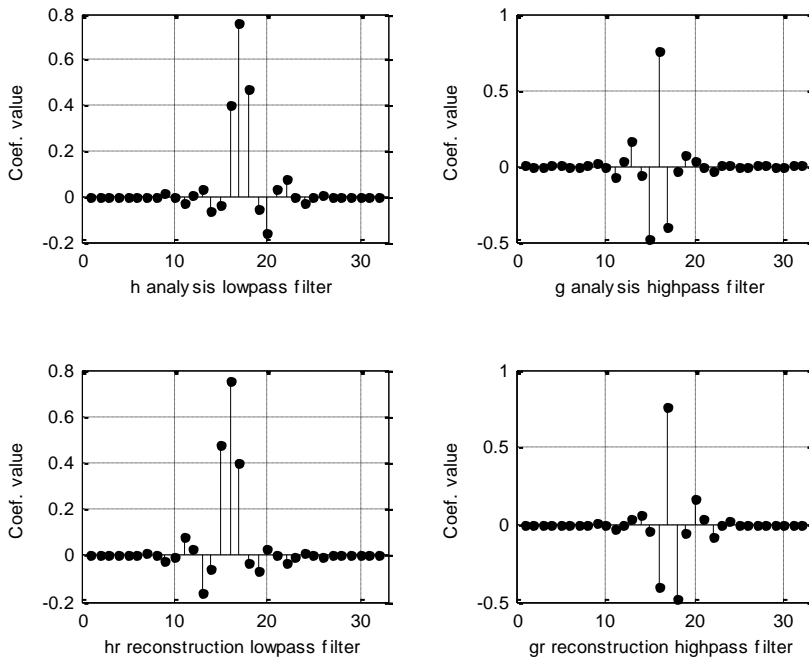 0.8
0.6
0.4
0.2
0
-0.2
0 10 20 30
Coef. value
h analysis lowpass filter
1
0.5
0
-0.5
0 10 20 30
Coef. value
g analysis highpass filter
0.8
0.6
0.4
0.2
0
-0.2
0 10 20 30
Coef. value
hr reconstruction lowpass filter
1
0.5
0
-0.5
0 10 20 30
Coef. value
gr reconstruction highpass filter